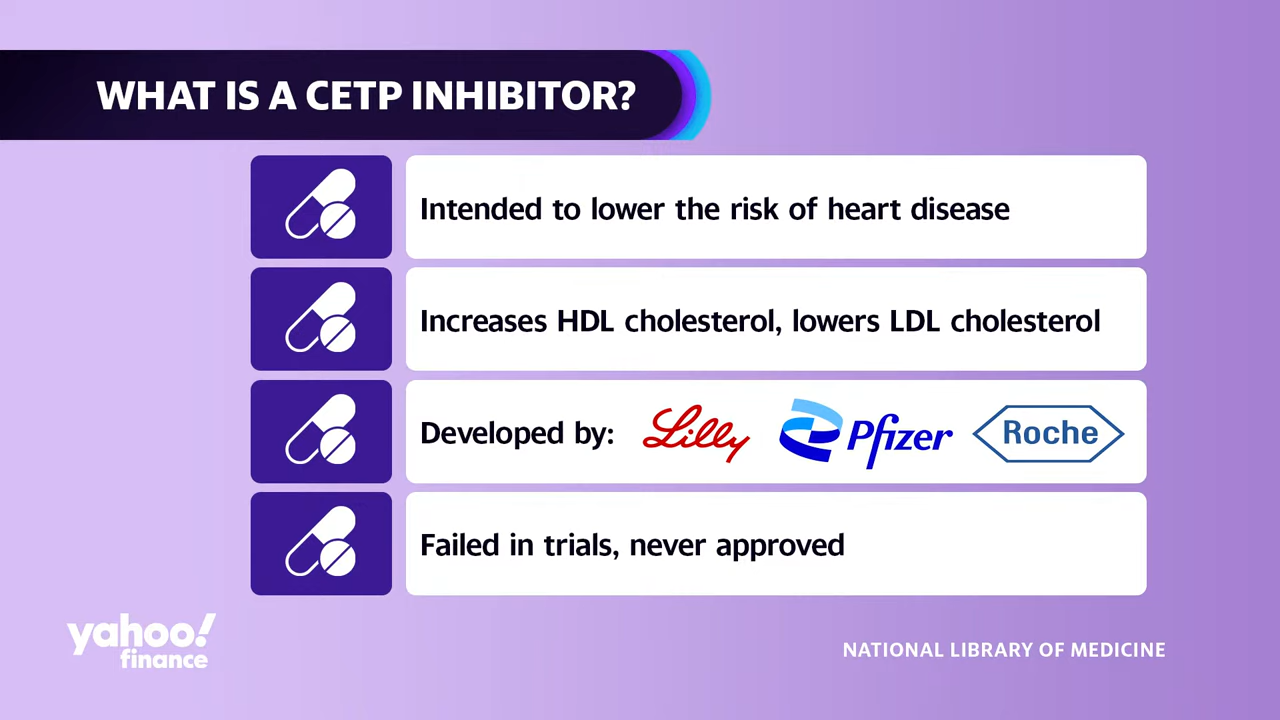 WHAT IS A CETP INHIBITOR?
Intended to lower the risk of heart disease
Increases HDL cholesterol, lowers LDL cholesterol
Developed by: Lilly Pfizer Roche
Failed in trials, never approved
yahoo!
finance
NATIONAL LIBRARY OF MEDICINE